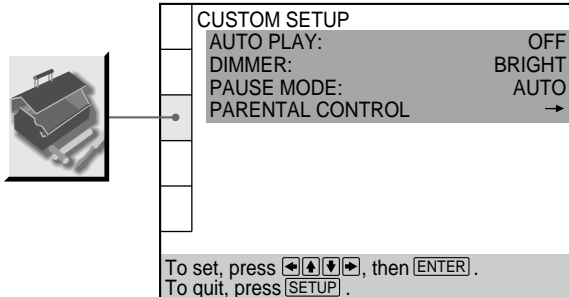 CUSTOM SETUP
AUTO PLAY: OFF
DIMMER: BRIGHT
PAUSE MODE: AUTO
PARENTAL CONTROL →
To set, press ←↑↓→, then ENTER.
To quit, press SETUP.